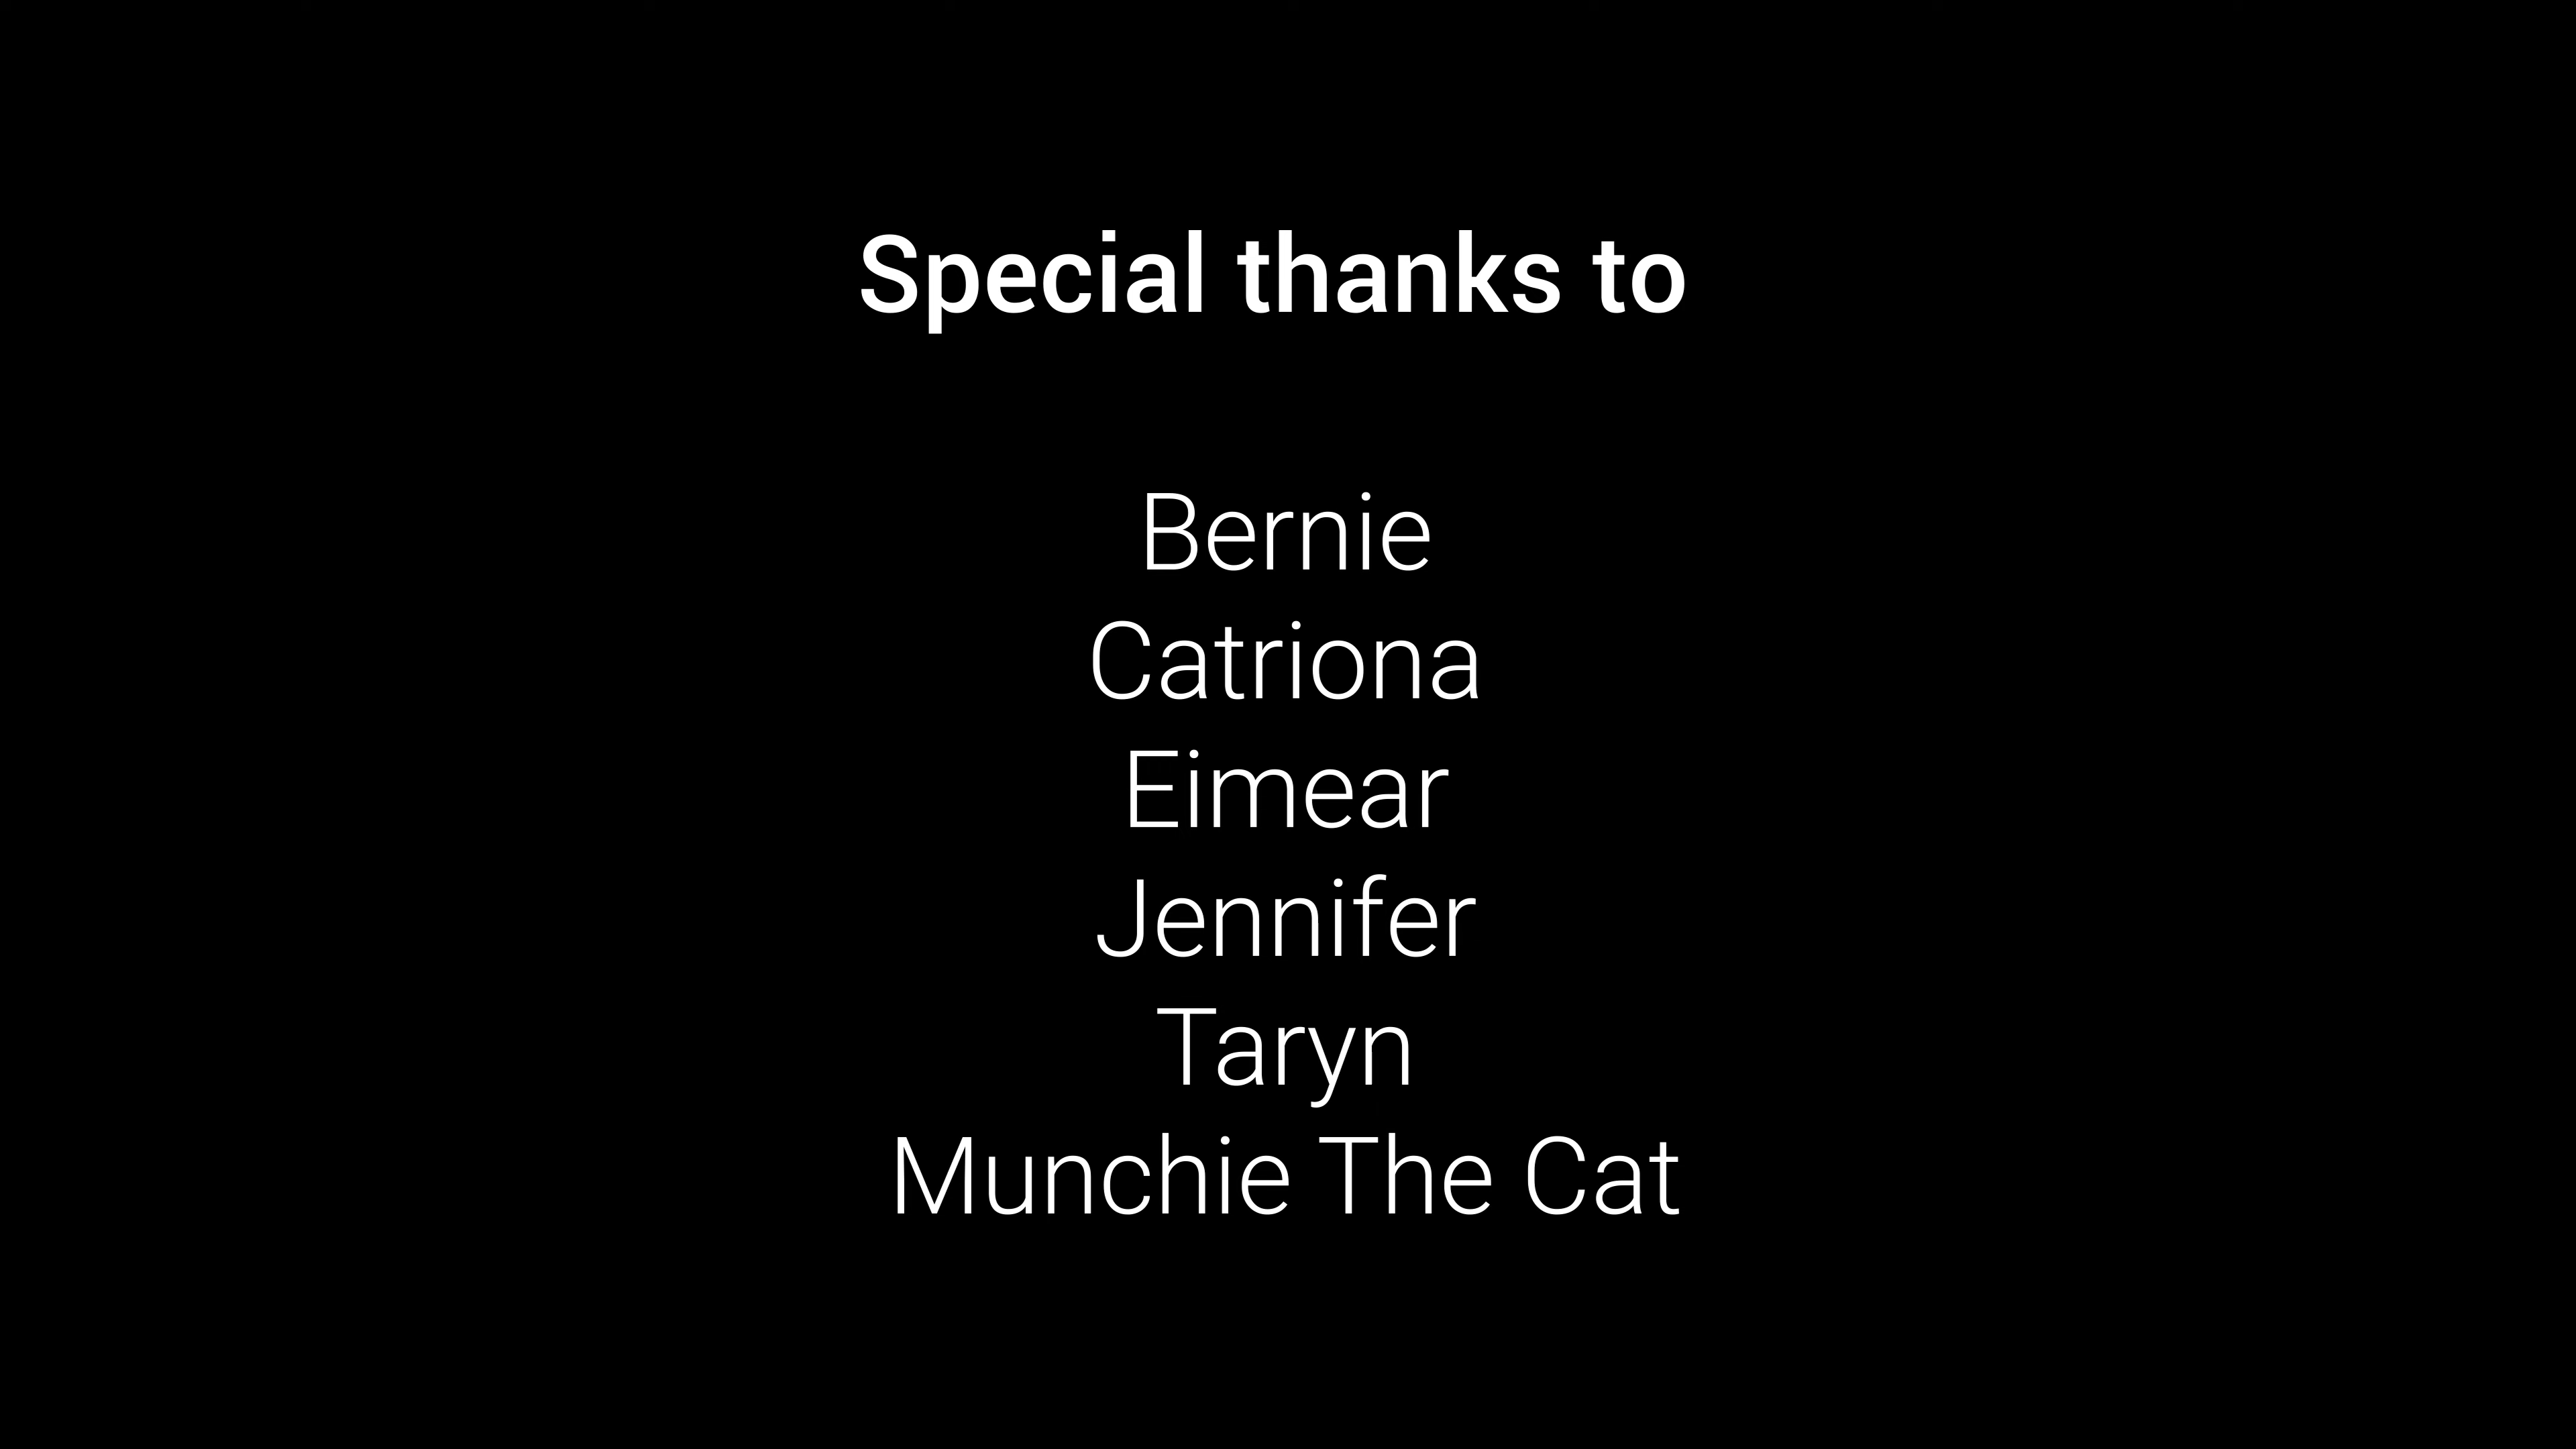 Special thanks to
Bernie
Catriona
Eimear
Jennifer
Taryn
Munchie The Cat